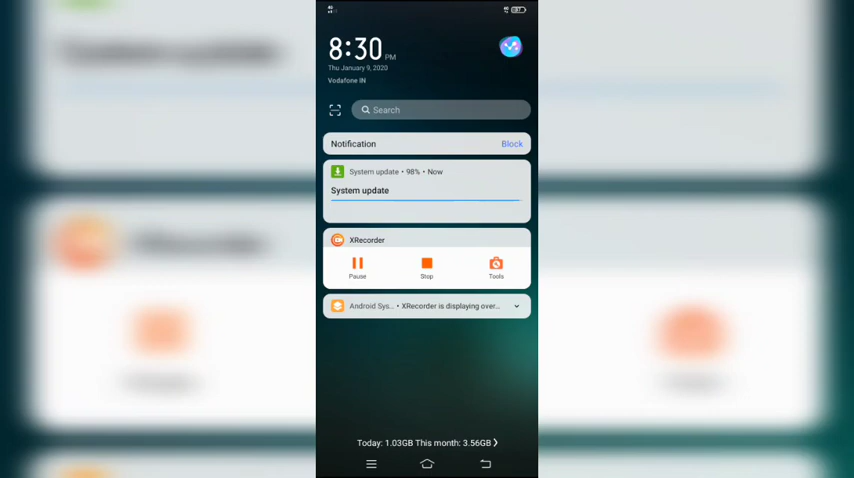 8:30 PM
Thu January 9, 2020
Vodafone IN
Search
Notification Block
System update • 98% • Now
System update
XRecorder
Pause Stop Tools
Android Sys... • XRecorder is displaying over...
Today: 1.03GB This month: 3.56GB